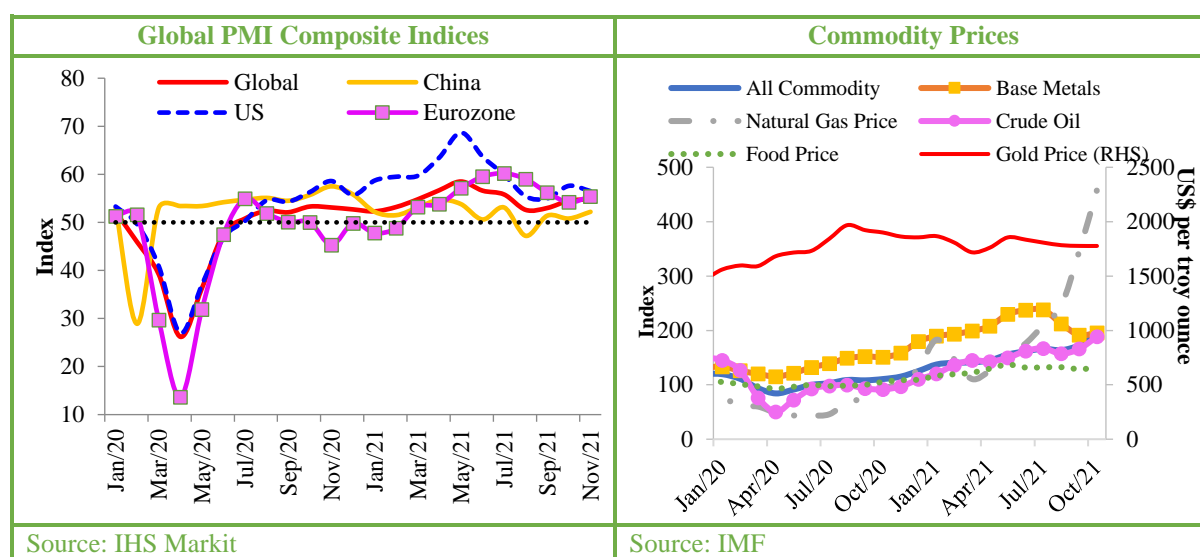 Global PMI Composite Indices
Global
China
US
Eurozone
80
70
60
50
40
30
20
10
Index
Jan/20
Mar/20
May/20
Jul/20
Sep/20
Nov/20
Jan/21
Mar/21
May/21
Jul/21
Sep/21
Nov/21
Source: IHS Markit
Commodity Prices
All Commodity
Base Metals
Natural Gas Price
Crude Oil
Food Price
Gold Price (RHS)
500
400
300
200
100
0
Index
2500
2000
1500
1000
500
0
US$ per troy ounce
Jan/20
Apr/20
Jul/20
Oct/20
Jan/21
Apr/21
Jul/21
Oct/21
Source: IMF